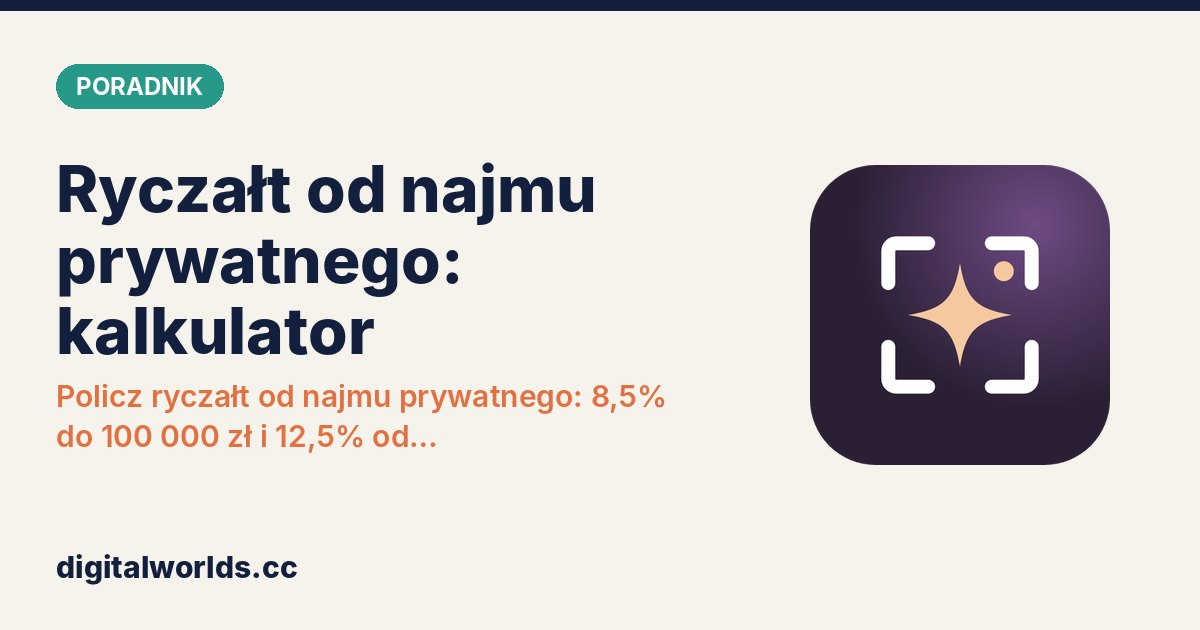 PORADNIK
Ryczałt od najmu
prywatnego:
kalkulator
Policz ryczałt od najmu prywatnego: 8,5%
do 100 000 zł i 12,5% od...
digitalworlds.cc